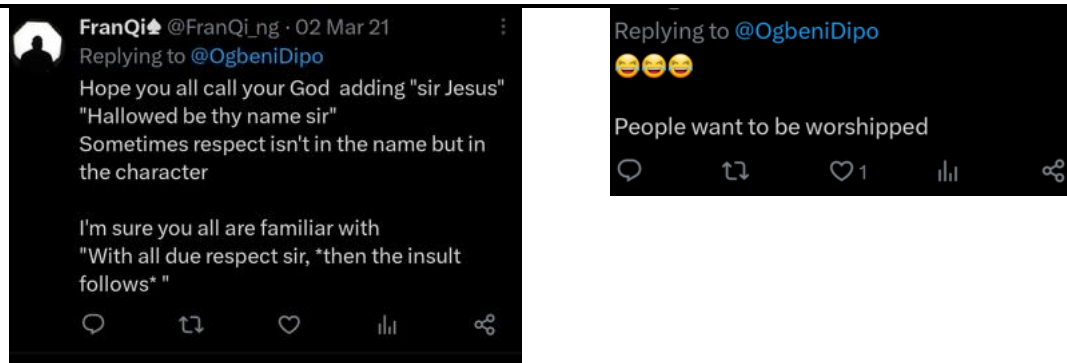 FranQi♠ @FranQi_ng · 02 Mar 21
Replying to @OgbeniDipo
Hope you all call your God adding "sir Jesus"
"Hallowed be thy name sir"
Sometimes respect isn't in the name but in
the character
I'm sure you all are familiar with
"With all due respect sir, *then the insult
follows* "
Replying to @OgbeniDipo
😂😂😂
People want to be worshipped
1